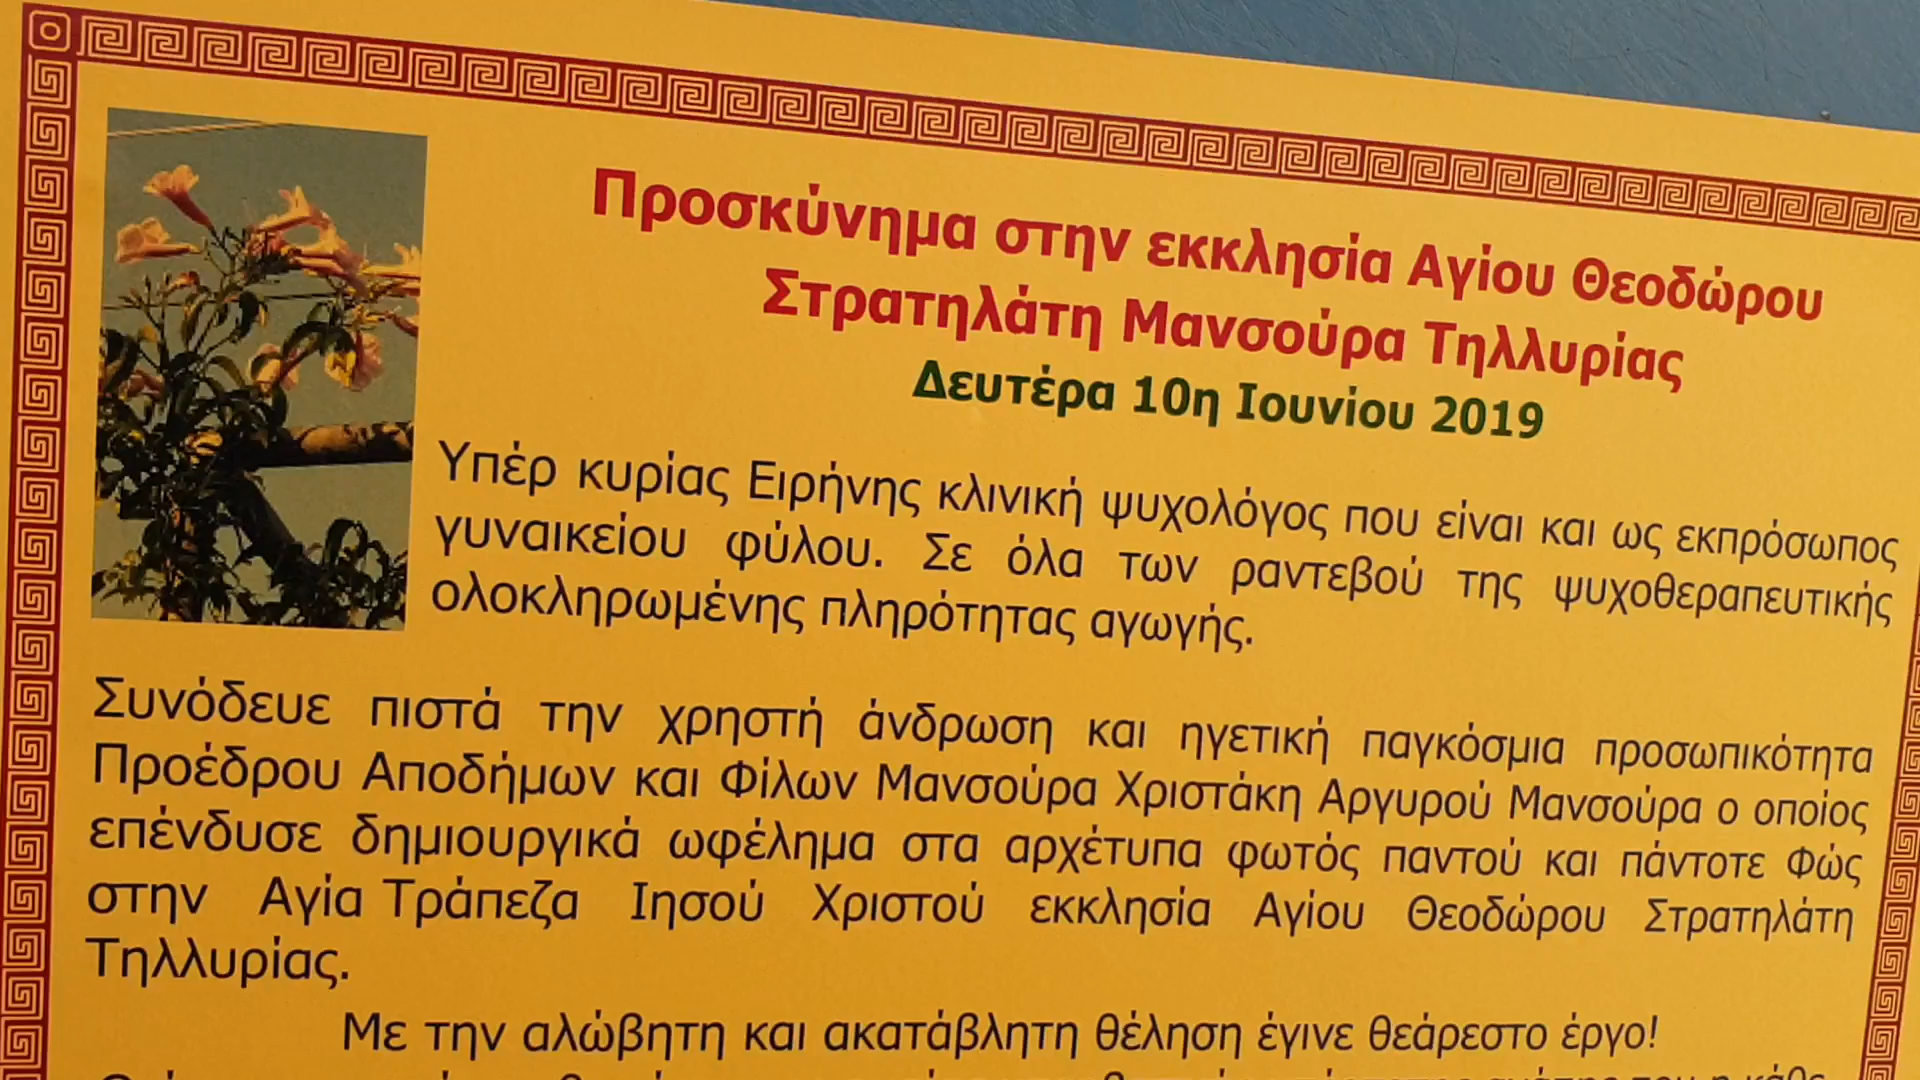 Προσκύνημα στην εκκλησία Αγίου Θεοδώρου
Στρατηλάτη Μανσούρα Τηλλυρίας
Δευτέρα 10η Ιουνίου 2019
Υπέρ κυρίας Ειρήνης κλινική ψυχολόγος που είναι και ως εκπρόσωπος
γυναικείου φύλου. Σε όλα των ραντεβού της ψυχοθεραπευτικής
ολοκληρωμένης πληρότητας αγωγής.
Συνόδευε πιστά την χρηστή άνδρωση και ηγετική παγκόσμια προσωπικότητα
Προέδρου Αποδήμων και Φίλων Μανσούρα Χριστάκη Αργυρού Μανσούρα ο οποίος
επένδυσε δημιουργικά ωφέλημα στα αρχέτυπα φωτός παντού και πάντοτε Φώς
στην Αγία Τράπεζα Ιησού Χριστού εκκλησία Αγίου Θεοδώρου Στρατηλάτη
Τηλλυρίας.
Με την αλώβητη και ακατάβλητη θέληση έγινε θεάρεστο έργο!